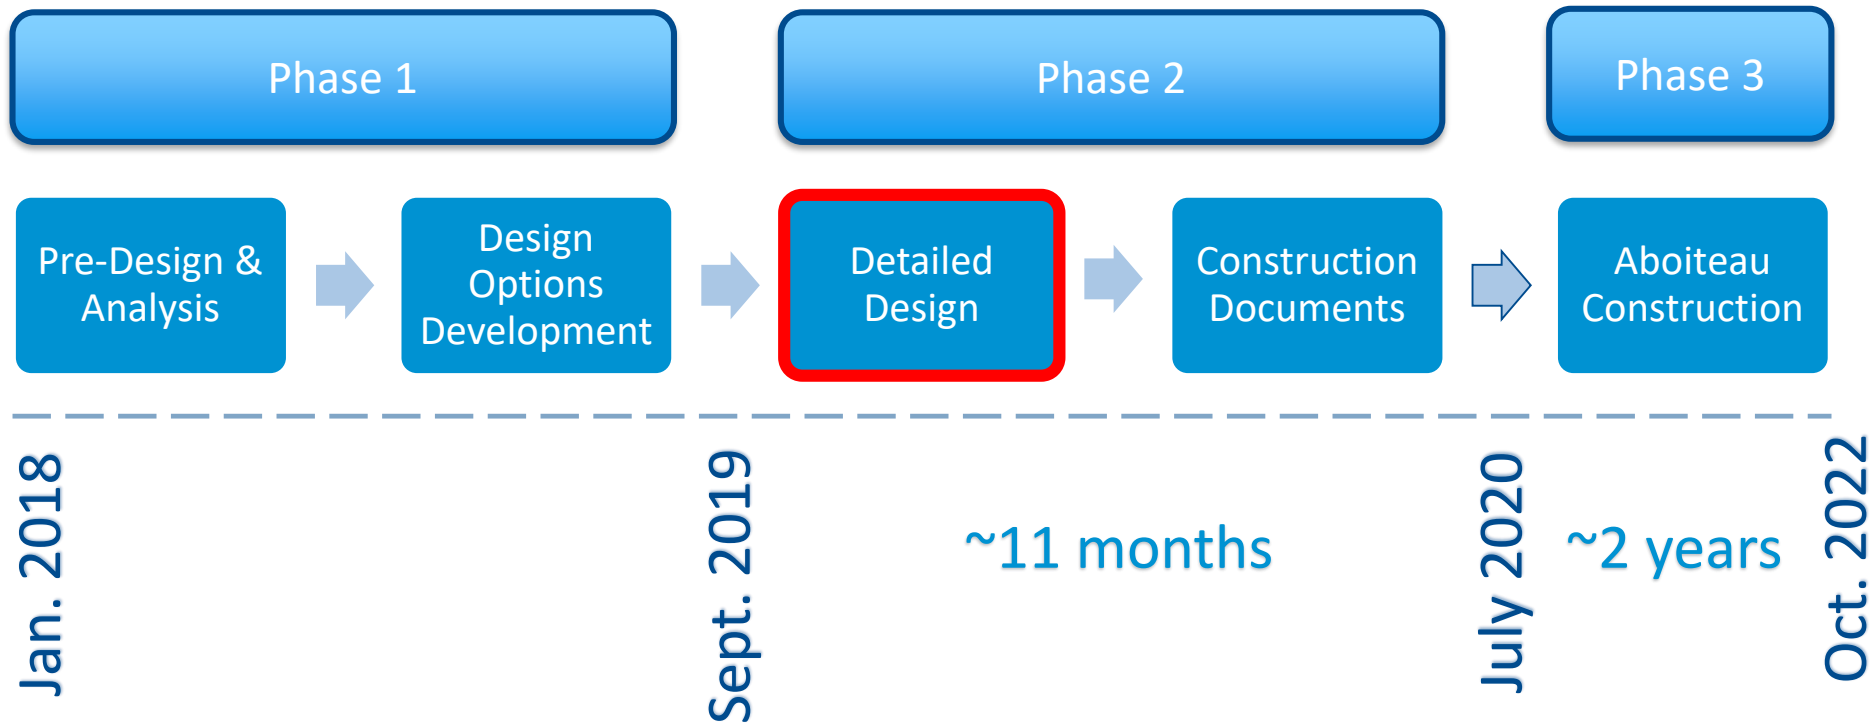 Phase 1
Phase 2
Phase 3
Pre-Design &
Analysis
Design
Options
Development
Detailed
Design
Construction
Documents
Aboiteau
Construction
Jan. 2018
Sept. 2019
~11 months
July 2020
~2 years
Oct. 2022